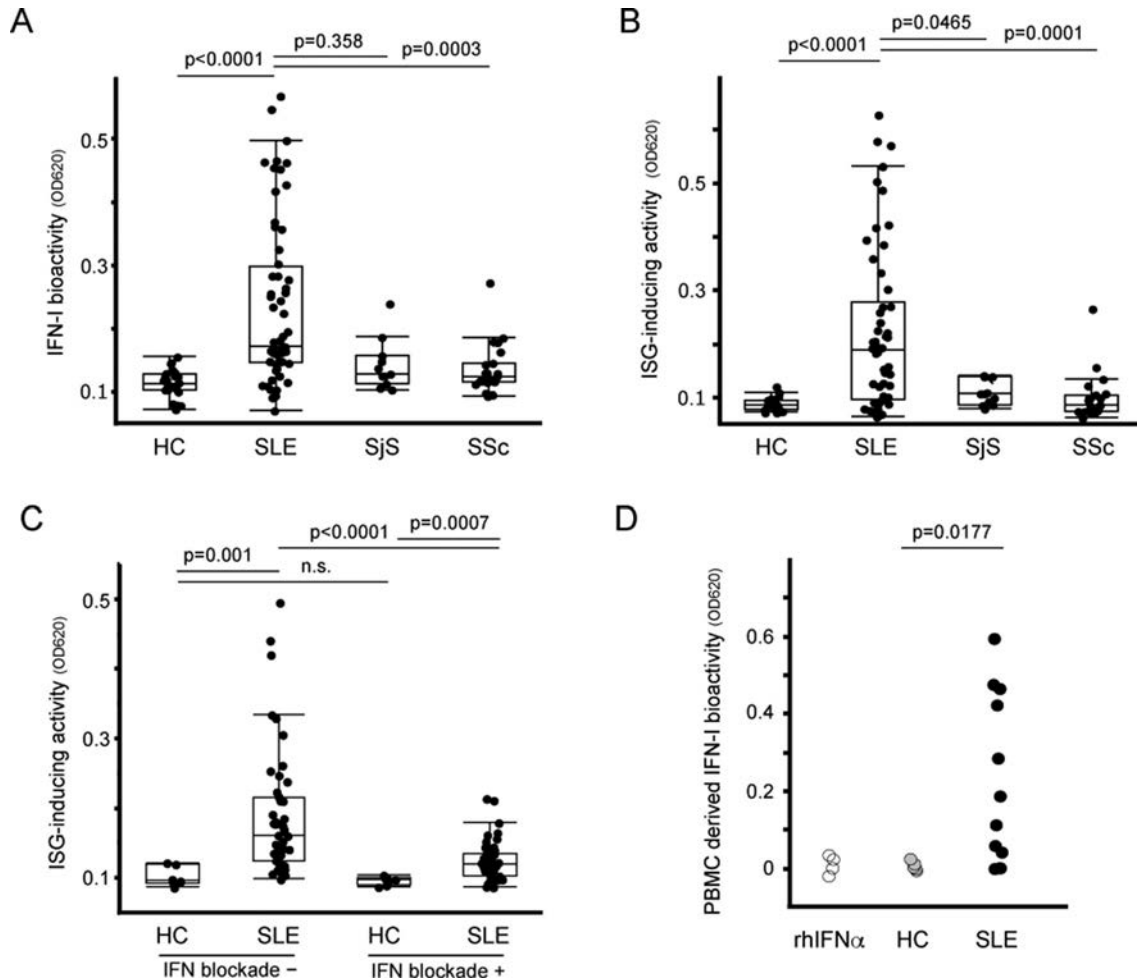 A
p=0.358
p<0.0001
p=0.0003
IFN-I bioactivity (OD620)
0.5
0.3
0.1
HC SLE SjS SSc
B
p=0.0465
p<0.0001
p=0.0001
ISG-inducing activity (OD620)
0.5
0.3
0.1
HC SLE SjS SSc
C
p<0.0001
p=0.0007
p=0.001
n.s.
ISG-inducing activity (OD620)
0.5
0.3
0.1
HC SLE HC SLE
IFN blockade − IFN blockade +
D
p=0.0177
PBMC derived IFN-I bioactivity (OD620)
0.6
0.4
0.2
0
rhIFNα HC SLE